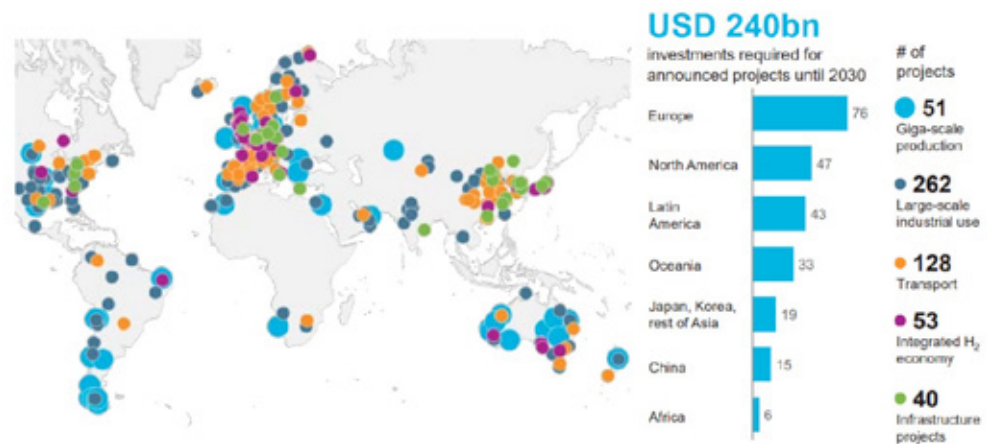 USD 240bn
investments required for
announced projects until 2030
Europe
76
North America
47
Latin
America
43
Oceania
33
Japan, Korea,
rest of Asia
19
China
15
Africa
6
# of
projects
51
Giga-scale
production
262
Large-scale
industrial use
128
Transport
53
Integrated H₂
economy
40
Infrastructure
projects